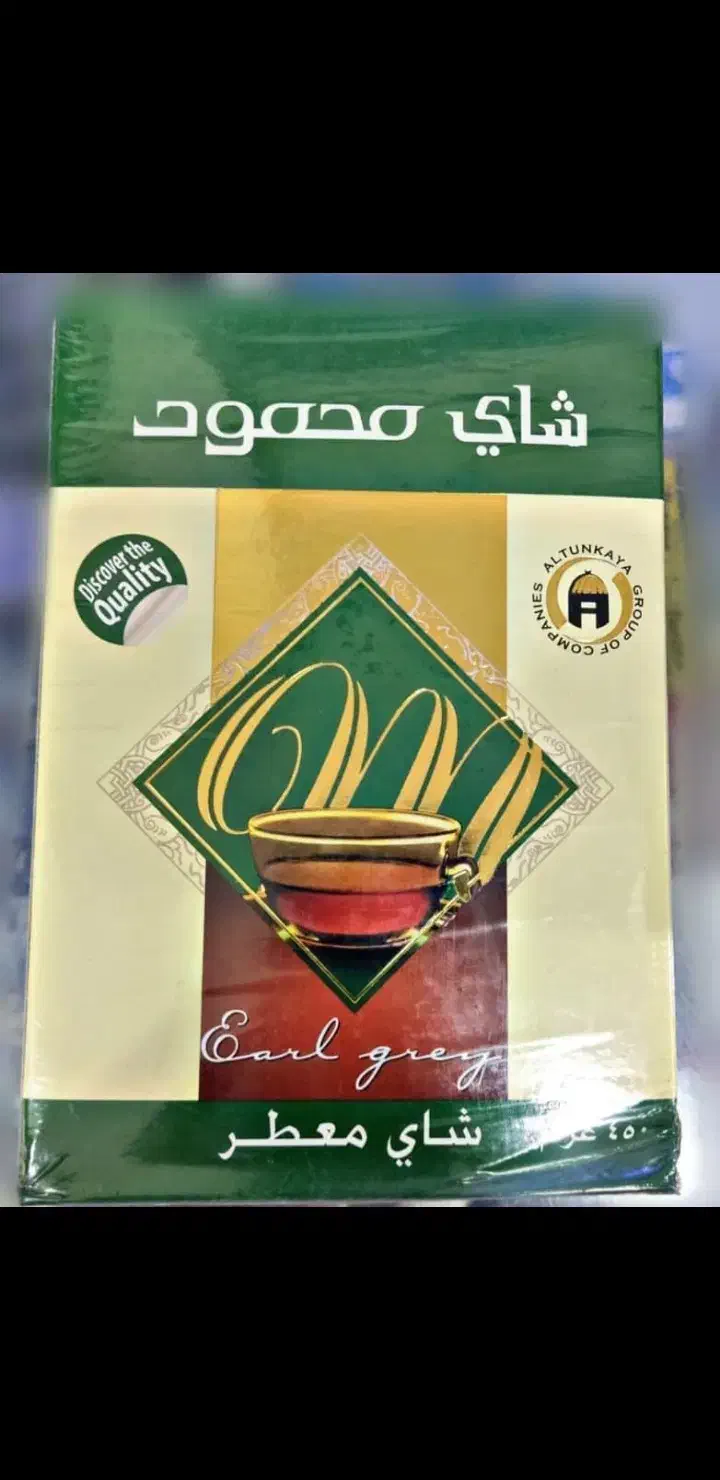 شاي محمود
Discover the
Quality
ALTUNKAYA GROUP OF COMPANIES
A
m
Earl grey
شاي معطر
٤٥٠ غرام